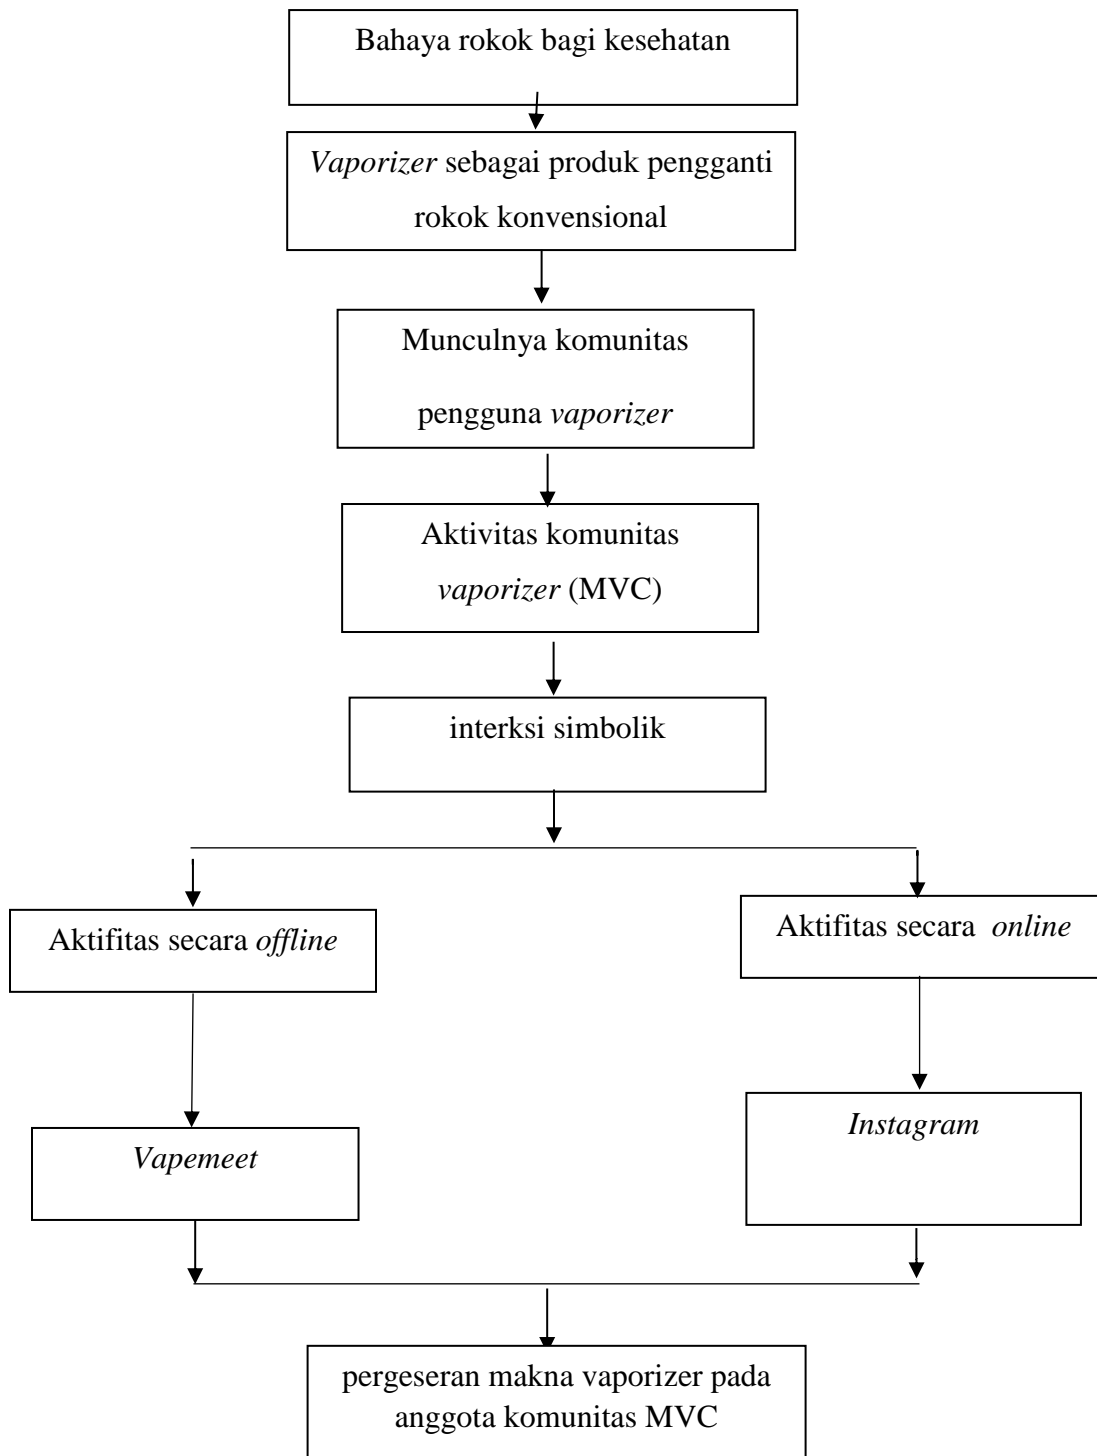 Bahaya rokok bagi kesehatan
Vaporizer sebagai produk pengganti
rokok konvensional
Munculnya komunitas
pengguna vaporizer
Aktivitas komunitas
vaporizer (MVC)
interksi simbolik
Aktifitas secara offline
Aktifitas secara online
Vapemeet
Instagram
pergeseran makna vaporizer pada
anggota komunitas MVC